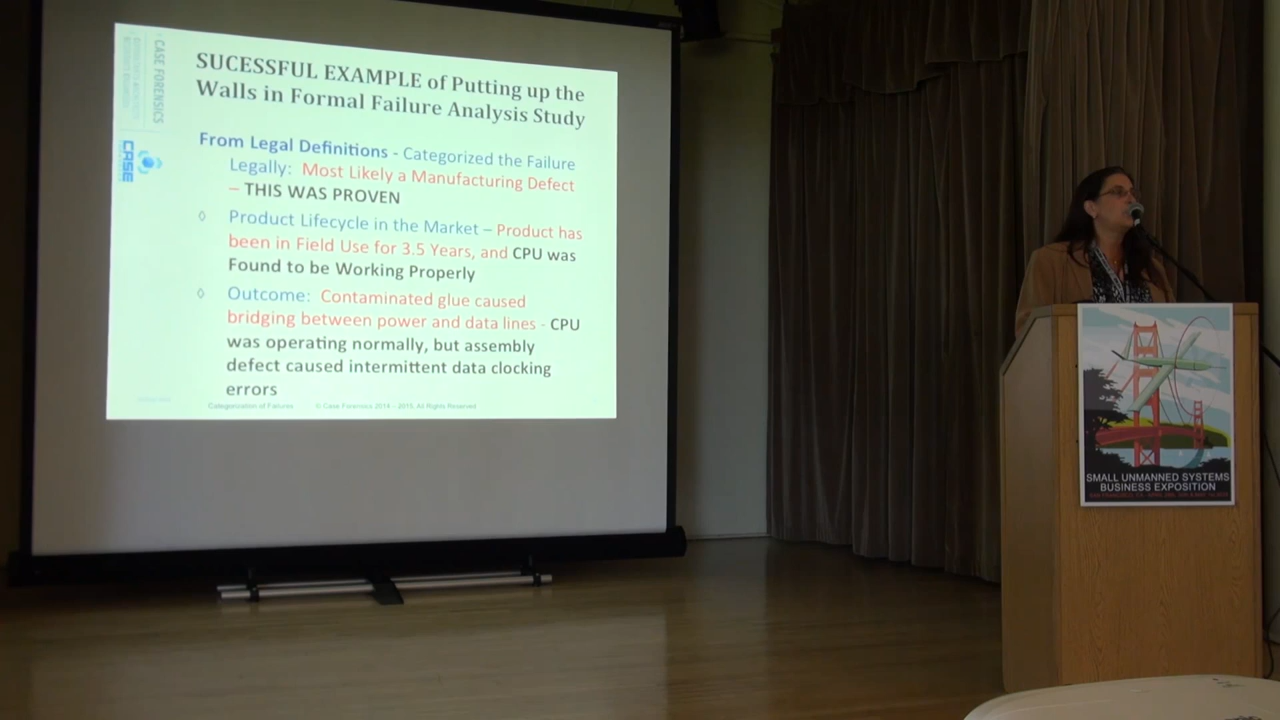 SUCESSFUL EXAMPLE of Putting up the
Walls in Formal Failure Analysis Study
From Legal Definitions - Categorized the Failure
Legally: Most Likely a Manufacturing Defect
– THIS WAS PROVEN
◊ Product Lifecycle in the Market – Product has
been in Field Use for 3.5 Years, and CPU was
Found to be Working Properly
◊ Outcome: Contaminated glue caused
bridging between power and data lines - CPU
was operating normally, but assembly
defect caused intermittent data clocking
errors
Categorization of Failures © Case Forensics 2014 – 2015. All Rights Reserved
CASE FORENSICS
CASE
SMALL UNMANNED SYSTEMS
BUSINESS EXPOSITION